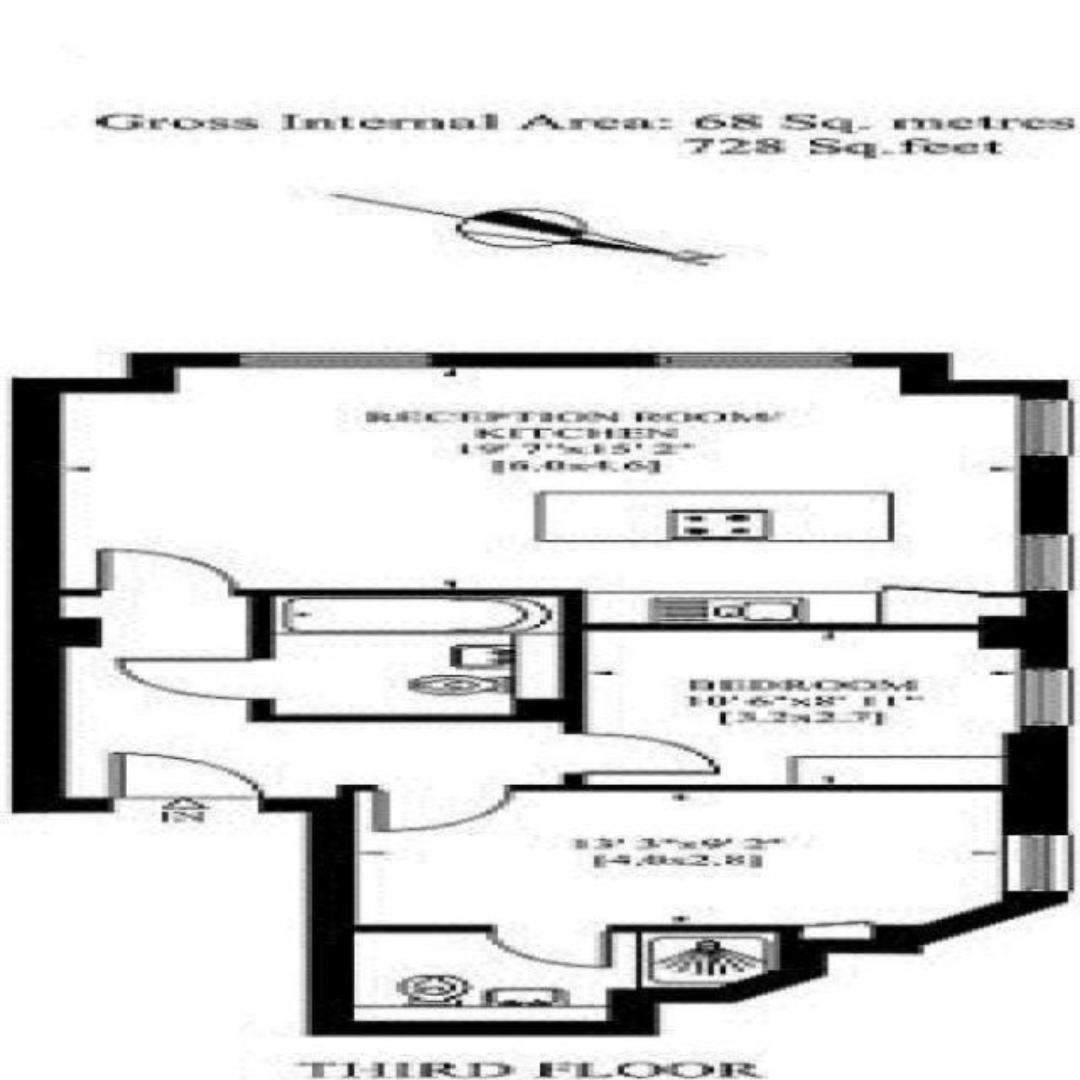 Gross Internal Area: 68 Sq. metres
728 Sq.feet
N
RECEPTION ROOM/
KITCHEN
19' 7"x15' 2"
[6.0x4.6]
BEDROOM
10' 6"x8' 11"
[3.2x2.7]
IN
13' 3"x9' 2"
[4.0x2.8]
THIRD FLOOR